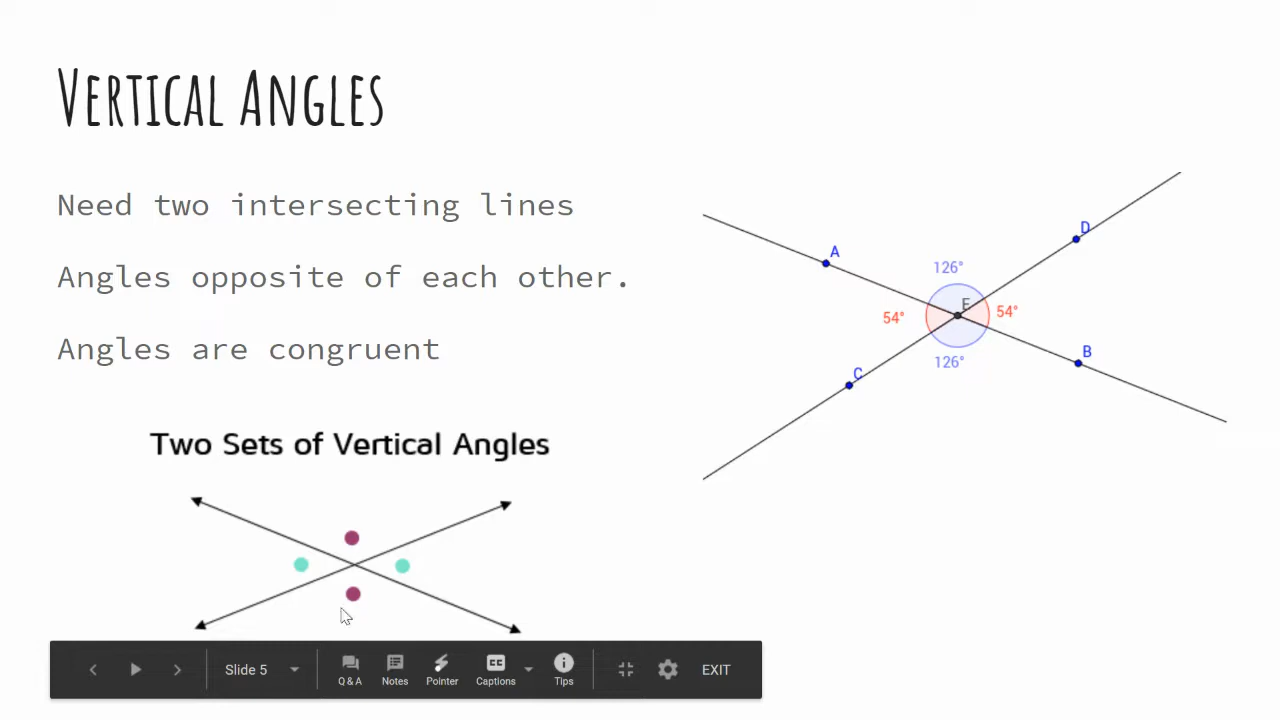 VERTICAL ANGLES
Need two intersecting lines
Angles opposite of each other.
Angles are congruent
Two Sets of Vertical Angles
A
D
126°
E
54°
54°
B
126°
C
Slide 5
Q & A
Notes
Pointer
CC
Captions
Tips
EXIT